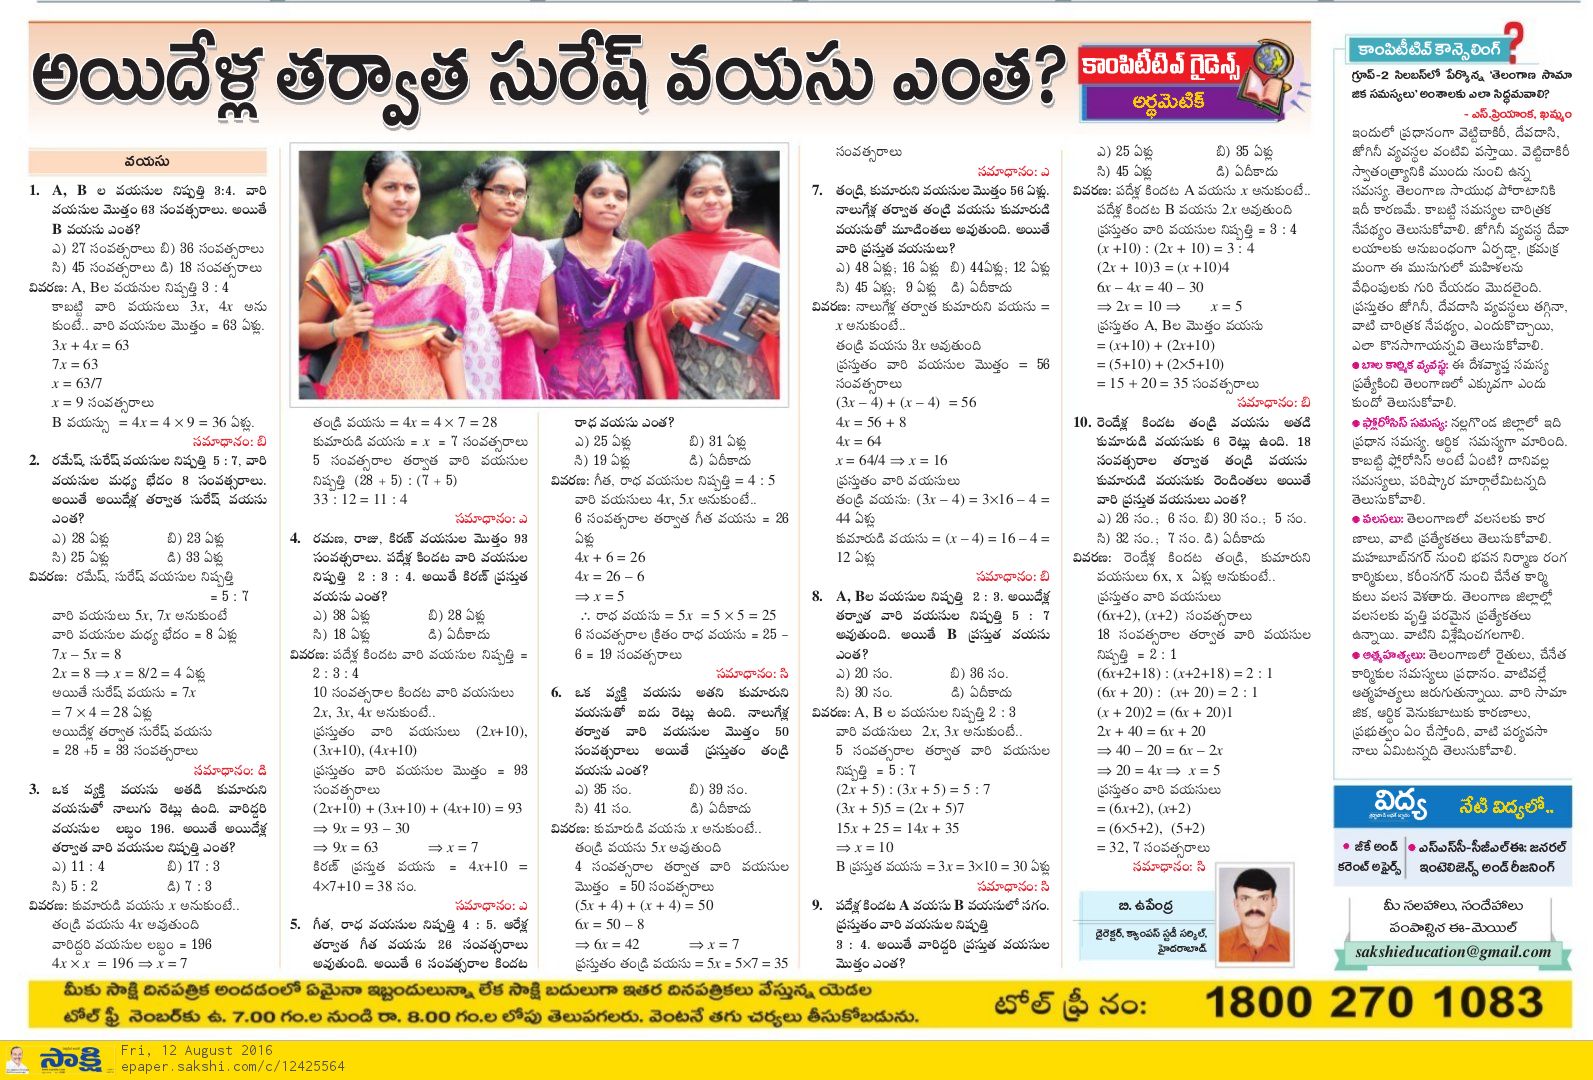 అయిదేళ్ల తర్వాత సురేష్ వయసు ఎంత?
కాంపిటీటివ్ గైడెన్స్
అర్థమెటిక్
వయసు
1. A, B ల వయసుల నిష్పత్తి 3:4. వారి
వయసుల మొత్తం 63 సంవత్సరాలు. అయితే
B వయసు ఎంత?
ఎ) 27 సంవత్సరాలు బి) 36 సంవత్సరాలు
సి) 45 సంవత్సరాలు డి) 18 సంవత్సరాలు
వివరణ: A, Bల వయసుల నిష్పత్తి 3 : 4
కాబట్టి వారి వయసులు 3x, 4x అను
కుంటే.. వారి వయసుల మొత్తం = 63 ఏళ్లు.
3x + 4x = 63
7x = 63
x = 63/7
x = 9 సంవత్సరాలు
B వయస్సు = 4x = 4 × 9 = 36 ఏళ్లు.
సమాధానం: బి
2. రమేష్, సురేష్ వయసుల నిష్పత్తి 5 : 7, వారి
వయసుల మధ్య భేదం 8 సంవత్సరాలు.
అయితే అయిదేళ్ల తర్వాత సురేష్ వయసు
ఎంత?
ఎ) 28 ఏళ్లు బి) 23 ఏళ్లు
సి) 25 ఏళ్లు డి) 33 ఏళ్లు
వివరణ: రమేష్, సురేష్ వయసుల నిష్పత్తి
= 5 : 7
వారి వయసులు 5x, 7x అనుకుంటే
వారి వయసుల మధ్య భేదం = 8 ఏళ్లు
7x – 5x = 8
2x = 8 ⇒ x = 8/2 = 4 ఏళ్లు
అయితే సురేష్ వయసు = 7x
= 7 × 4 = 28 ఏళ్లు
అయిదేళ్ల తర్వాత సురేష్ వయసు
= 28 +5 = 33 సంవత్సరాలు
సమాధానం: డి
3. ఒక వ్యక్తి వయసు అతడి కుమారుని
వయసుతో నాలుగు రెట్లు ఉంది. వారిద్దరి
వయసుల లబ్ధం 196. అయితే అయిదేళ్ల
తర్వాత వారి వయసుల నిష్పత్తి ఎంత?
ఎ) 11 : 4 బి) 17 : 3
సి) 5 : 2 డి) 7 : 3
వివరణ: కుమారుడి వయసు x అనుకుంటే..
తండ్రి వయసు 4x అవుతుంది
వారిద్దరి వయసుల లబ్ధం = 196
4x × x = 196 ⇒ x = 7
తండ్రి వయసు = 4x = 4 × 7 = 28
కుమారుడి వయసు = x = 7 సంవత్సరాలు
5 సంవత్సరాల తర్వాత వారి వయసుల
నిష్పత్తి (28 + 5) : (7 + 5)
33 : 12 = 11 : 4
సమాధానం: ఎ
4. రమణ, రాజు, కిరణ్ వయసుల మొత్తం 93
సంవత్సరాలు. పదేళ్ల కిందట వారి వయసుల
నిష్పత్తి 2 : 3 : 4. అయితే కిరణ్ ప్రస్తుత
వయసు ఎంత?
ఎ) 38 ఏళ్లు బి) 28 ఏళ్లు
సి) 18 ఏళ్లు డి) ఏదీకాదు
వివరణ: పదేళ్ల కిందట వారి వయసుల నిష్పత్తి =
2 : 3 : 4
10 సంవత్సరాల కిందట వారి వయసులు
2x, 3x, 4x అనుకుంటే..
ప్రస్తుతం వారి వయసులు (2x+10),
(3x+10), (4x+10)
ప్రస్తుతం వారి వయసుల మొత్తం = 93
సంవత్సరాలు
(2x+10) + (3x+10) + (4x+10) = 93
⇒ 9x = 93 – 30
⇒ 9x = 63 ⇒ x = 7
కిరణ్ ప్రస్తుత వయసు = 4x+10 =
4×7+10 = 38 సం.
సమాధానం: ఎ
5. గీత, రాధ వయసుల నిష్పత్తి 4 : 5. ఆరేళ్ల
తర్వాత గీత వయసు 26 సంవత్సరాలు
అవుతుంది. అయితే 6 సంవత్సరాల కిందట
రాధ వయసు ఎంత?
ఎ) 25 ఏళ్లు బి) 31 ఏళ్లు
సి) 19 ఏళ్లు డి) ఏదీకాదు
వివరణ: గీత, రాధ వయసుల నిష్పత్తి = 4 : 5
వారి వయసులు 4x, 5x అనుకుంటే..
6 సంవత్సరాల తర్వాత గీత వయసు = 26
ఏళ్లు
4x + 6 = 26
4x = 26 – 6
⇒ x = 5
∴ రాధ వయసు = 5x = 5 × 5 = 25
6 సంవత్సరాల క్రితం రాధ వయసు = 25 –
6 = 19 సంవత్సరాలు
సమాధానం: సి
6. ఒక వ్యక్తి వయసు అతని కుమారుని
వయసుతో ఐదు రెట్లు ఉంది. నాలుగేళ్ల
తర్వాత వారి వయసుల మొత్తం 50
సంవత్సరాలు అయితే ప్రస్తుతం తండ్రి
వయసు ఎంత?
ఎ) 35 సం. బి) 39 సం.
సి) 41 సం. డి) ఏదీకాదు
వివరణ: కుమారుడి వయసు x అనుకుంటే..
తండ్రి వయసు 5x అవుతుంది
4 సంవత్సరాల తర్వాత వారి వయసుల
మొత్తం = 50 సంవత్సరాలు
(5x + 4) + (x + 4) = 50
6x = 50 – 8
⇒ 6x = 42 ⇒ x = 7
ప్రస్తుతం తండ్రి వయసు = 5x = 5×7 = 35
సంవత్సరాలు
సమాధానం: ఎ
7. తండ్రి, కుమారుని వయసుల మొత్తం 56 ఏళ్లు.
నాలుగేళ్ల తర్వాత తండ్రి వయసు కుమారుడి
వయసుతో మూడింతలు అవుతుంది. అయితే
వారి ప్రస్తుత వయసులు?
ఎ) 48 ఏళ్లు; 16 ఏళ్లు బి) 44ఏళ్లు; 12 ఏళ్లు
సి) 45 ఏళ్లు; 9 ఏళ్లు డి) ఏదీకాదు
వివరణ: నాలుగేళ్ల తర్వాత కుమారుని వయసు =
x అనుకుంటే..
తండ్రి వయసు 3x అవుతుంది
ప్రస్తుతం వారి వయసుల మొత్తం = 56
సంవత్సరాలు
(3x – 4) + (x – 4) = 56
4x = 56 + 8
4x = 64
x = 64/4 ⇒ x = 16
ప్రస్తుతం వారి వయసులు
తండ్రి వయసు: (3x – 4) = 3×16 – 4 =
44 ఏళ్లు
కుమారుడి వయసు = (x – 4) = 16 – 4 =
12 ఏళ్లు
సమాధానం: బి
8. A, Bల వయసుల నిష్పత్తి 2 : 3. అయిదేళ్ల
తర్వాత వారి వయసుల నిష్పత్తి 5 : 7
అవుతుంది. అయితే B ప్రస్తుత వయసు
ఎంత?
ఎ) 20 సం. బి) 36 సం.
సి) 30 సం. డి) ఏదీకాదు
వివరణ: A, B ల వయసుల నిష్పత్తి 2 : 3
వారి వయసులు 2x, 3x అనుకుంటే..
5 సంవత్సరాల తర్వాత వారి వయసుల
నిష్పత్తి = 5 : 7
(2x + 5) : (3x + 5) = 5 : 7
(3x + 5)5 = (2x + 5)7
15x + 25 = 14x + 35
⇒ x = 10
B ప్రస్తుత వయసు = 3x = 3×10 = 30 ఏళ్లు
సమాధానం: సి
9. పదేళ్ల కిందట A వయసు B వయసులో సగం.
ప్రస్తుతం వారి వయసుల నిష్పత్తి
3 : 4. అయితే వారిద్దరి ప్రస్తుత వయసుల
మొత్తం ఎంత?
ఎ) 25 ఏళ్లు బి) 35 ఏళ్లు
సి) 45 ఏళ్లు డి) ఏదీకాదు
వివరణ: పదేళ్ల కిందట A వయసు x అనుకుంటే..
పదేళ్ల కిందట B వయసు 2x అవుతుంది
ప్రస్తుతం వారి వయసుల నిష్పత్తి = 3 : 4
(x +10) : (2x + 10) = 3 : 4
(2x + 10)3 = (x +10)4
6x – 4x = 40 – 30
⇒ 2x = 10 ⇒ x = 5
ప్రస్తుతం A, Bల మొత్తం వయసు
= (x+10) + (2x+10)
= (5+10) + (2×5+10)
= 15 + 20 = 35 సంవత్సరాలు
సమాధానం: బి
10. రెండేళ్ల కిందట తండ్రి వయసు అతడి
కుమారుడి వయసుకు 6 రెట్లు ఉంది. 18
సంవత్సరాల తర్వాత తండ్రి వయసు
కుమారుడి వయసుకు రెండింతలు అయితే
వారి ప్రస్తుత వయసులు ఎంత?
ఎ) 26 సం.; 6 సం. బి) 30 సం.; 5 సం.
సి) 32 సం.; 7 సం. డి) ఏదీకాదు
వివరణ: రెండేళ్ల కిందట తండ్రి, కుమారుని
వయసులు 6x, x ఏళ్లు అనుకుంటే..
ప్రస్తుతం వారి వయసులు
(6x+2), (x+2) సంవత్సరాలు
18 సంవత్సరాల తర్వాత వారి వయసుల
నిష్పత్తి = 2 : 1
(6x+2+18) : (x+2+18) = 2 : 1
(6x + 20) : (x+ 20) = 2 : 1
(x + 20)2 = (6x + 20)1
2x + 40 = 6x + 20
⇒ 40 – 20 = 6x – 2x
⇒ 20 = 4x ⇒ x = 5
ప్రస్తుతం వారి వయసులు
= (6x+2), (x+2)
= (6×5+2), (5+2)
= 32, 7 సంవత్సరాలు
సమాధానం: సి
బి. ఉపేంద్ర
డైరెక్టర్, క్యాంపస్ స్టడీ సర్కిల్,
హైదరాబాద్.
కాంపిటీటివ్ కౌన్సెలింగ్ ?
గ్రూప్-2 సిలబస్‌లో పేర్కొన్న 'తెలంగాణ సామా
జిక సమస్యలు' అంశాలకు ఎలా సిద్ధమవాలి?
- ఎస్.ప్రియాంక, ఖమ్మం
ఇందులో ప్రధానంగా వెట్టిచాకిరీ, దేవదాసి,
జోగినీ వ్యవస్థల వంటివి వస్తాయి. వెట్టిచాకిరీ
స్వాతంత్ర్యానికి ముందు నుంచి ఉన్న
సమస్య. తెలంగాణ సాయుధ పోరాటానికి
ఇదీ కారణమే. కాబట్టి సమస్యల చారిత్రక
నేపథ్యం తెలుసుకోవాలి. జోగినీ వ్యవస్థ దేవా
లయాలకు అనుబంధంగా ఏర్పడ్డా, క్రమక్ర
మంగా ఈ ముసుగులో మహిళలను
వేధింపులకు గురి చేయడం మొదలైంది.
ప్రస్తుతం జోగినీ, దేవదాసి వ్యవస్థలు తగ్గినా,
వాటి చారిత్రక నేపథ్యం, ఎందుకొచ్చాయి,
ఎలా కొనసాగాయన్నవి తెలుసుకోవాలి.
● బాల కార్మిక వ్యవస్థ: ఈ దేశవ్యాప్త సమస్య
ప్రత్యేకించి తెలంగాణలో ఎక్కువగా ఎందు
కుందో తెలుసుకోవాలి.
● ఫ్లోరోసిస్ సమస్య: నల్లగొండ జిల్లాలో ఇది
ప్రధాన సమస్య. ఆర్థిక సమస్యగా మారింది.
కాబట్టి ఫ్లోరోసిస్ అంటే ఏంటి? దానివల్ల
సమస్యలు, పరిష్కార మార్గాలేమిటన్నది
తెలుసుకోవాలి.
● వలసలు: తెలంగాణలో వలసలకు కార
ణాలు, వాటి ప్రత్యేకతలు తెలుసుకోవాలి.
మహబూబ్‌నగర్ నుంచి భవన నిర్మాణ రంగ
కార్మికులు, కరీంనగర్ నుంచి చేనేత కార్మి
కులు వలస వెళతారు. తెలంగాణ జిల్లాల్లో
వలసలకు వృత్తి పరమైన ప్రత్యేకతలు
ఉన్నాయి. వాటిని విశ్లేషించగలగాలి.
● ఆత్మహత్యలు: తెలంగాణలో రైతులు, చేనేత
కార్మికుల సమస్యలు ప్రధానం. వాటివల్లే
ఆత్మహత్యలు జరుగుతున్నాయి. వారి సామా
జిక, ఆర్థిక వెనుకబాటుకు కారణాలు,
ప్రభుత్వం ఏం చేస్తోంది, వాటి పర్యవసా
నాలు ఏమిటన్నది తెలుసుకోవాలి.
విద్య
నేటి విద్యలో..
● జీకే అండ్
కరెంట్ అఫైర్స్
● ఎస్ఎస్‌సీ-సీజీఎల్ఈ: జనరల్
ఇంటెలిజెన్స్ అండ్ రీజనింగ్
మీ సలహాలు, సందేహాలు
పంపాల్సిన ఈ-మెయిల్
sakshieducation@gmail.com
మీకు సాక్షి దినపత్రిక అందడంలో ఏమైనా ఇబ్బందులున్నా లేక సాక్షి బదులుగా ఇతర దినపత్రికలు వేస్తున్న యెడల
టోల్ ఫ్రీ నెంబర్‌కు ఉ. 7.00 గం.ల నుండి రా. 8.00 గం.ల లోపు తెలుపగలరు. వెంటనే తగు చర్యలు తీసుకోబడును.
టోల్ ఫ్రీ నం: 1800 270 1083
సాక్షి
Fri, 12 August 2016
epaper.sakshi.com/c/12425564